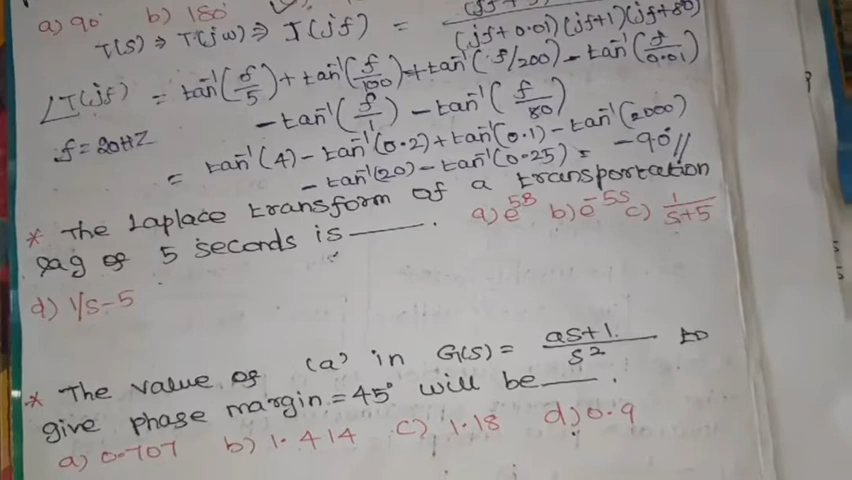 a) 90° b) 180
T(s) ⇒ T(jω) ⇒ T(jf) =
(jf+0.01)(jf+1)(jf+80)
∠T(jf) = tan⁻¹(f/5) + tan⁻¹(f/100) + tan⁻¹(f/200) - tan⁻¹(f/0.01)
- tan⁻¹(f/1) - tan⁻¹(f/80)
f = 20HZ
= tan⁻¹(4) - tan⁻¹(0.2) + tan⁻¹(0.1) - tan⁻¹(2000)
- tan⁻¹(20) - tan⁻¹(0.25) = -90°//
* The Laplace transform of a transportation
lag of 5 seconds is ____. a) e^5s b) e^-5s c) 1/s+5
d) 1/s-5
* The value of 'a' in G(s) = as+1/s² to
give phase margin = 45° will be ___.
a) 0.707 b) 1.414 c) 1.18 d) 0.9